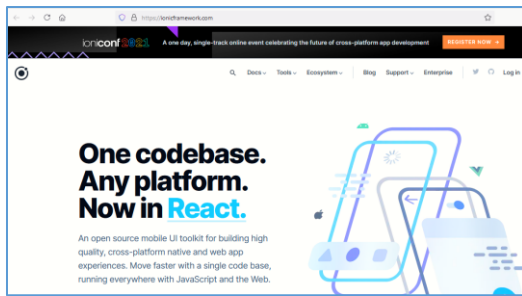 https://ionicframework.com
ioniconf 2021 A one day, single-track online event celebrating the future of cross-platform app development REGISTER NOW →
Docs Tools Ecosystem Blog Support Enterprise Log in
One codebase.
Any platform.
Now in React.
An open source mobile UI toolkit for building high
quality, cross-platform native and web app
experiences. Move faster with a single code base,
running everywhere with JavaScript and the Web.